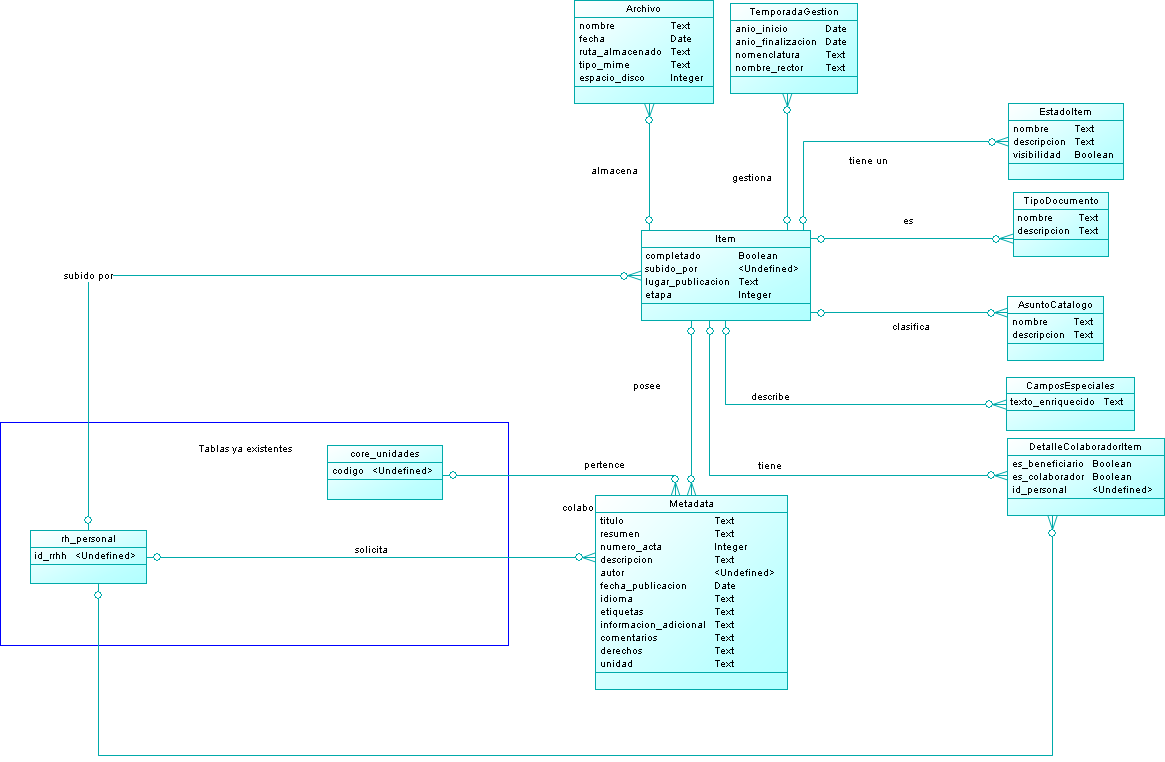 Archivo
nombre Text
fecha Date
ruta_almacenado Text
tipo_mime Text
espacio_disco Integer
TemporadaGestion
anio_inicio Date
anio_finalizacion Date
nomenclatura Text
nombre_rector Text
EstadoItem
nombre Text
descripcion Text
visibilidad Boolean
almacena
gestiona
tiene un
TipoDocumento
nombre Text
descripcion Text
es
Item
completado Boolean
subido_por <Undefined>
lugar_publicacion Text
etapa Integer
subido por
AsuntoCatalogo
nombre Text
descripcion Text
clasifica
posee
describe
CamposEspeciales
texto_enriquecido Text
Tablas ya existentes
core_unidades
codigo <Undefined>
pertence
tiene
DetalleColaboradorItem
es_beneficiario Boolean
es_colaborador Boolean
id_personal <Undefined>
colabo
Metadata
titulo Text
resumen Text
numero_acta Integer
descripcion Text
autor <Undefined>
fecha_publicacion Date
idioma Text
etiquetas Text
informacion_adicional Text
comentarios Text
derechos Text
unidad Text
rh_personal
id_rrhh <Undefined>
solicita